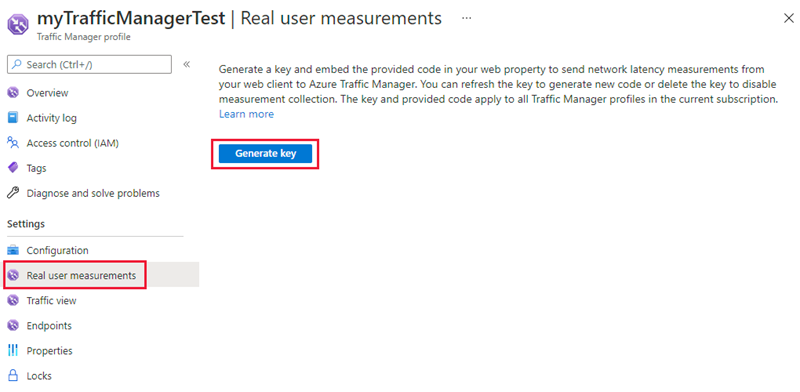 myTrafficManagerTest | Real user measurements ...
Traffic Manager profile
Search (Ctrl+/)
Overview
Activity log
Access control (IAM)
Tags
Diagnose and solve problems
Settings
Configuration
Real user measurements
Traffic view
Endpoints
Properties
Locks
Generate a key and embed the provided code in your web property to send network latency measurements from
your web client to Azure Traffic Manager. You can refresh the key to generate new code or delete the key to disable
measurement collection. The key and provided code apply to all Traffic Manager profiles in the current subscription.
Learn more
Generate key